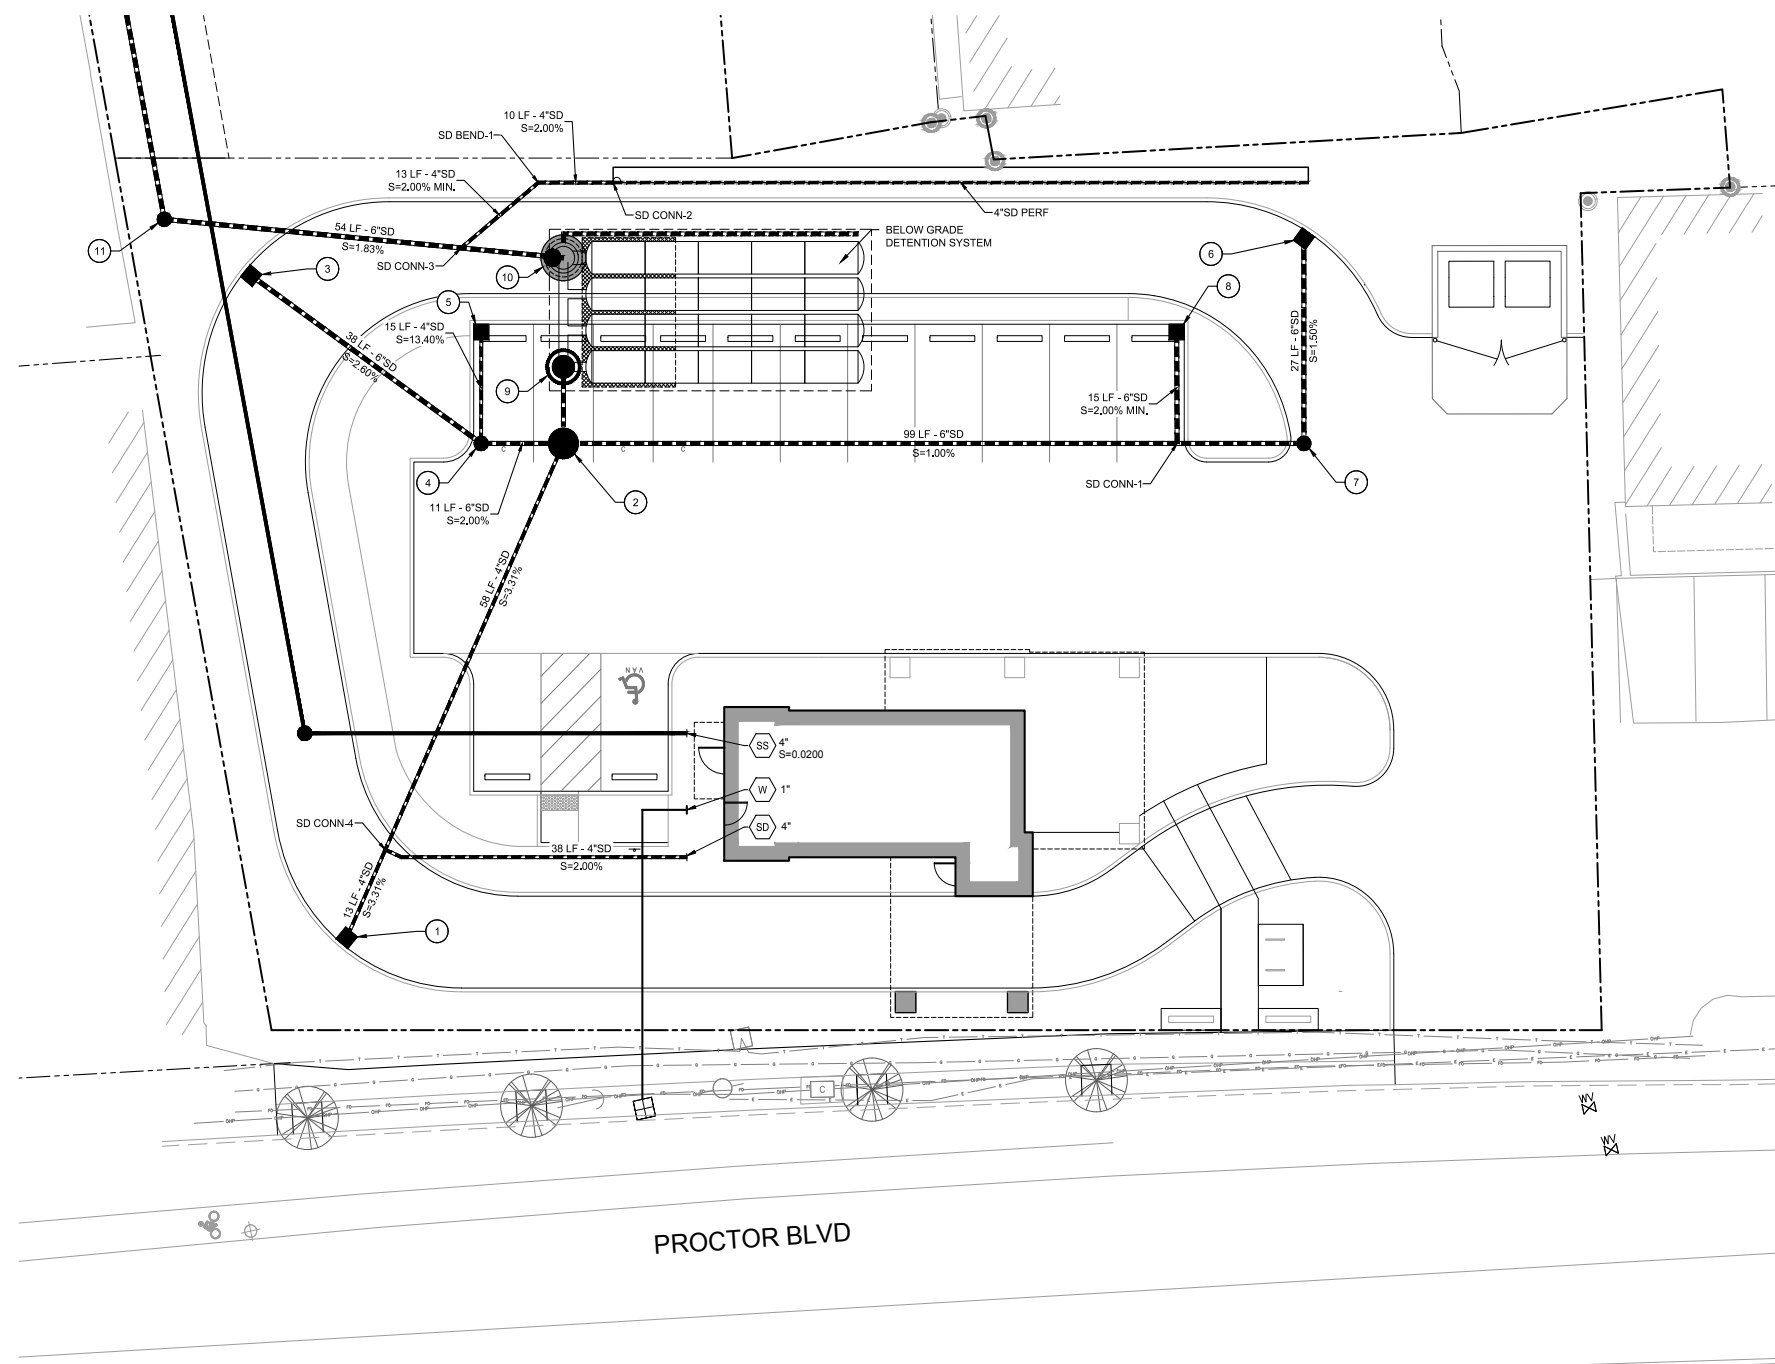 10 LF - 4"SD
S=2.00%
SD BEND-1
13 LF - 4"SD
S=2.00% MIN.
SD CONN-2
4"SD PERF
54 LF - 6"SD
S=1.83%
SD CONN-3
BELOW GRADE
DETENTION SYSTEM
11
3
10
6
8
5
15 LF - 4"SD
S=13.40%
38 LF - 6"SD
S=2.60%
27 LF - 6"SD
S=1.50%
9
15 LF - 6"SD
S=2.00% MIN.
99 LF - 6"SD
S=1.00%
C
C
C
4
2
SD CONN-1
7
11 LF - 6"SD
S=2.00%
58 LF - 4"SD
S=3.31%
VAN
SS
4"
S=0.0200
W
1"
SD
4"
SD CONN-4
38 LF - 4"SD
S=2.00%
13 LF - 4"SD
S=3.31%
1
C
WV
WV
PROCTOR BLVD